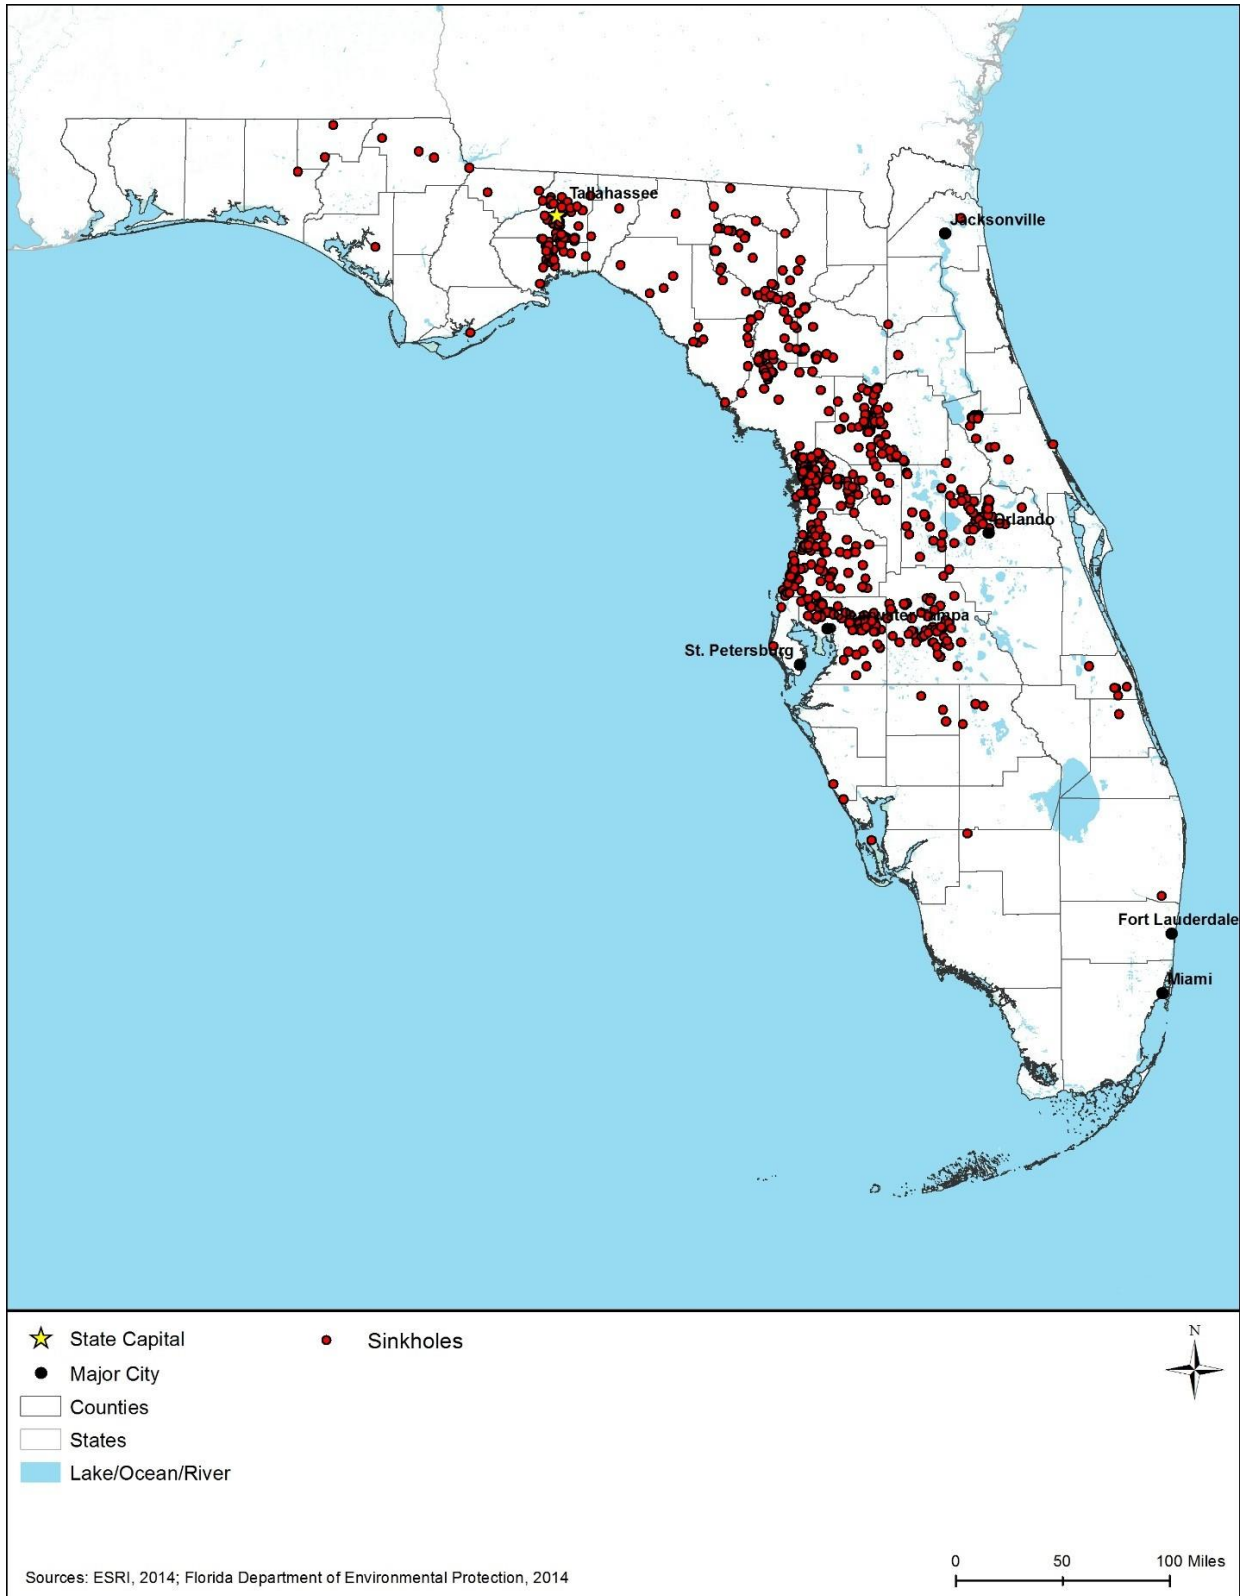 Tallahassee
Jacksonville
Orlando
Tampa
St. Petersburg
Fort Lauderdale
Miami
State Capital
Sinkholes
Major City
Counties
States
Lake/Ocean/River
N
0 50 100 Miles
Sources: ESRI, 2014; Florida Department of Environmental Protection, 2014